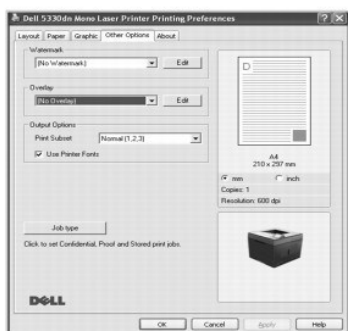 Dell 5330dn Mono Laser Printer Printing Preferences
Layout Paper Graphic Other Options About
Watermark
(No Watermark) Edit
Overlay
(No Overlay) Edit
Output Options
Print Subset Normal (1,2,3)
Use Printer Fonts
Job type
Click to set Confidential, Proof and Stored print jobs.
DELL
D
A4
210 x 297 mm
mm inch
Copies: 1
Resolution: 600 dpi
OK Cancel Apply Help